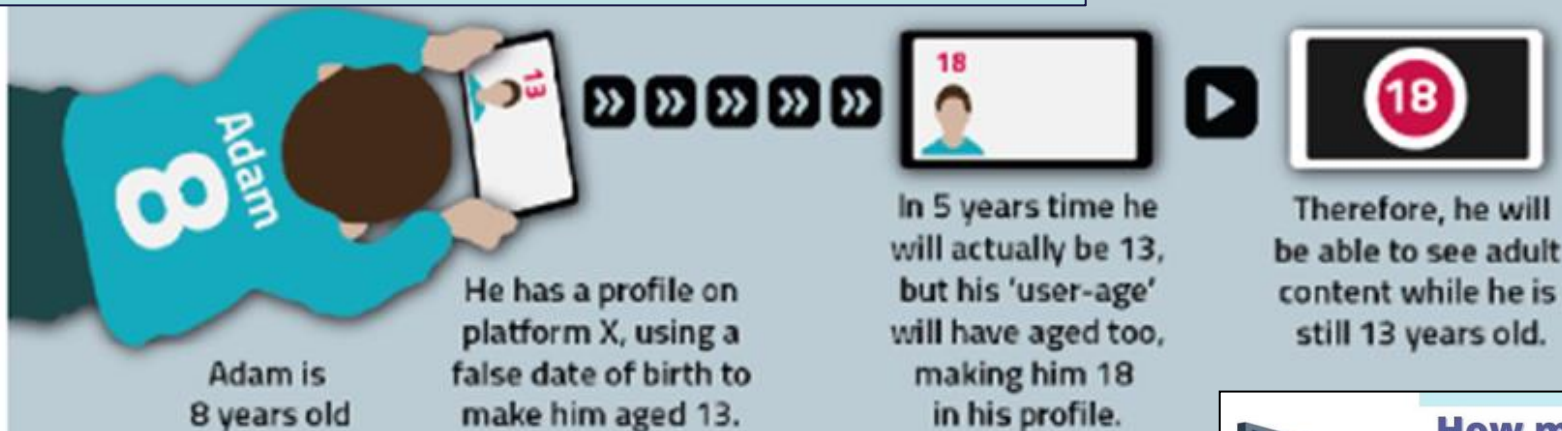 Adam
8
13
18
18
Adam is
8 years old
He has a profile on
platform X, using a
false date of birth to
make him aged 13.
In 5 years time he
will actually be 13,
but his 'user-age'
will have aged too,
making him 18
in his profile.
Therefore, he will
be able to see adult
content while he is
still 13 years old.
How m